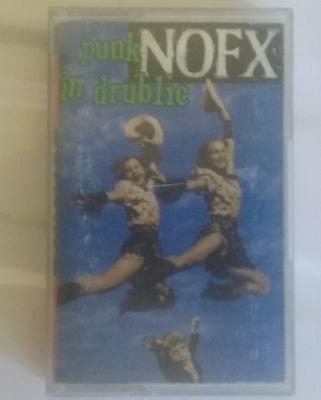 punk NOFX
in drublic